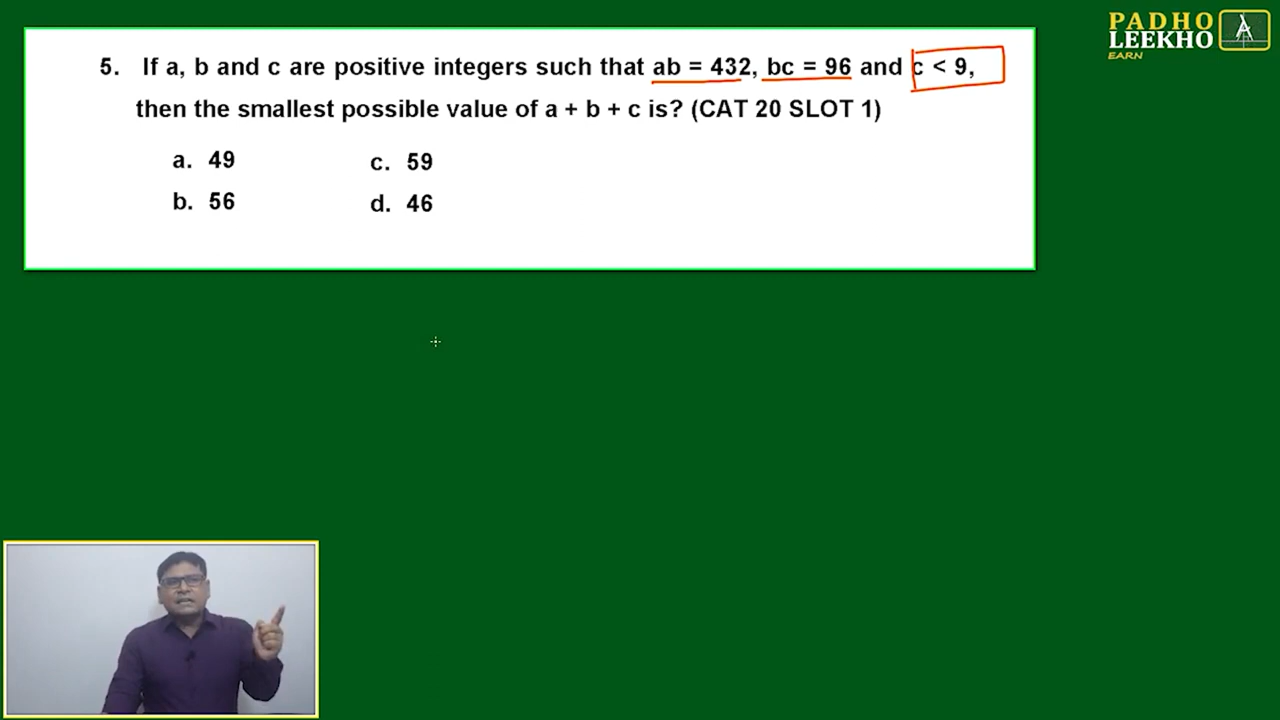 PADHO
LEEKHO
EARN
5. If a, b and c are positive integers such that ab = 432, bc = 96 and c < 9,
then the smallest possible value of a + b + c is? (CAT 20 SLOT 1)
a. 49 c. 59
b. 56 d. 46